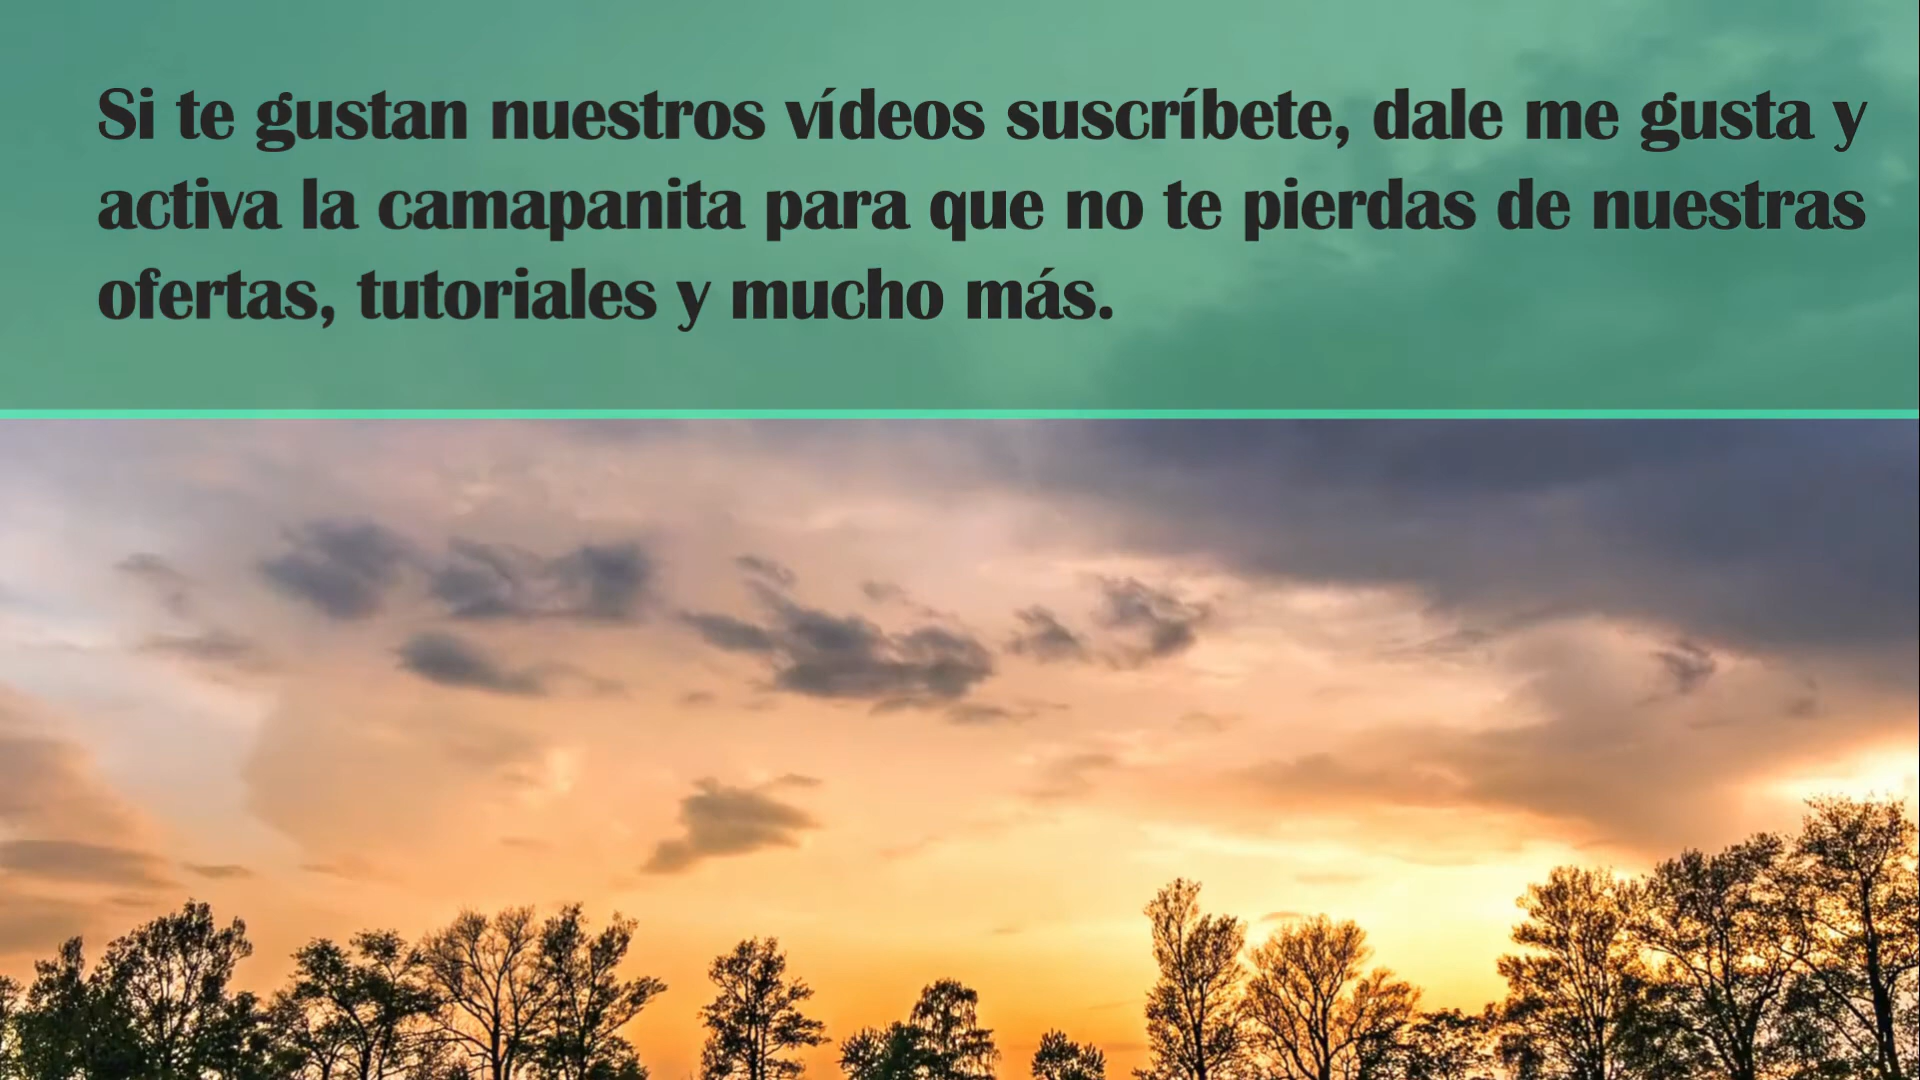 Si te gustan nuestros vídeos suscríbete, dale me gusta y
activa la camapanita para que no te pierdas de nuestras
ofertas, tutoriales y mucho más.